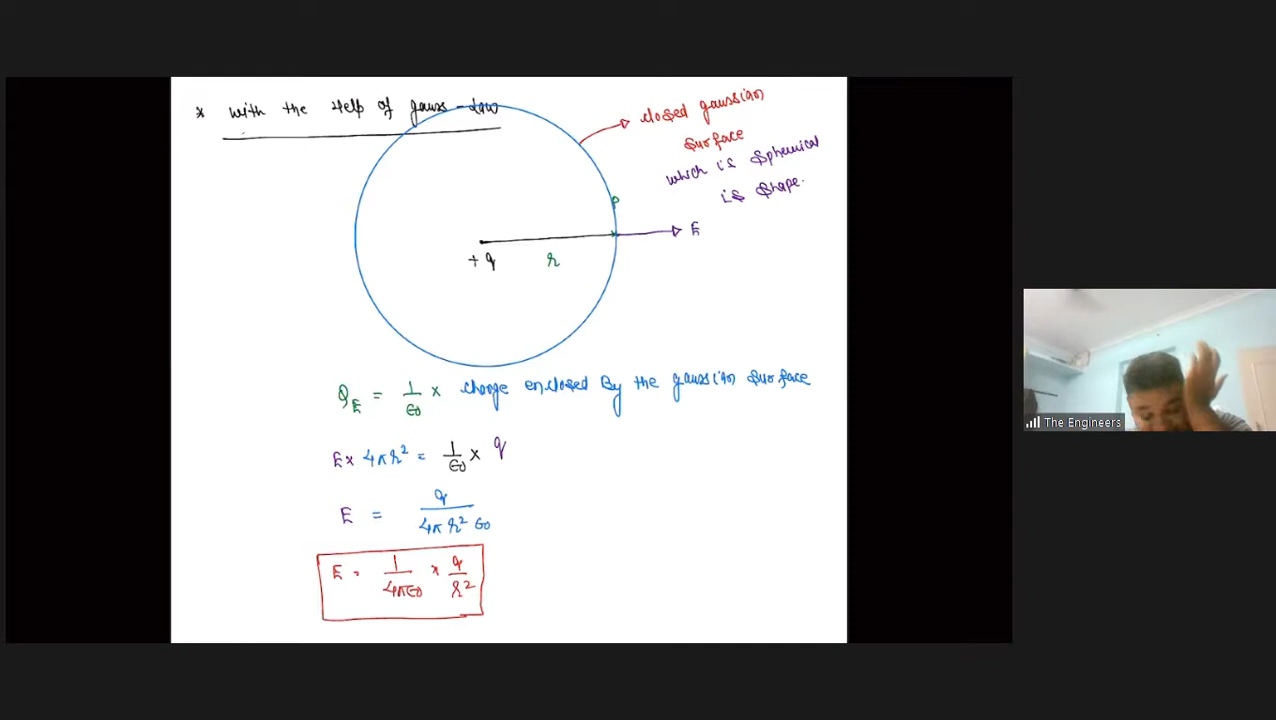 * with the Help of gauss-Law
closed gaussian
surface
which is Spherical
is shape.
P
E
+q
r
φE = 1/ϵ0 × charge enclosed By the gaussian surface
E × 4πr² = 1/ϵ0 × q
E = q/4πr² ϵ0
E = 1/4πϵ0 × q/r²
The Engineers